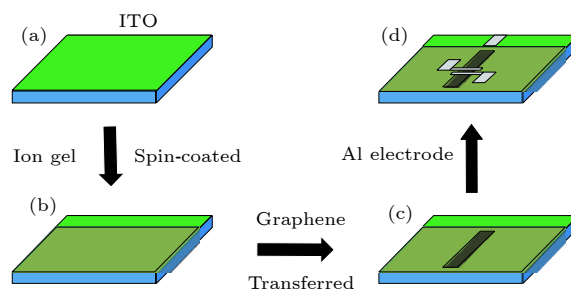 (a)
ITO
(d)
Ion gel
Spin-coated
Al electrode
(b)
Graphene
(c)
Transferred